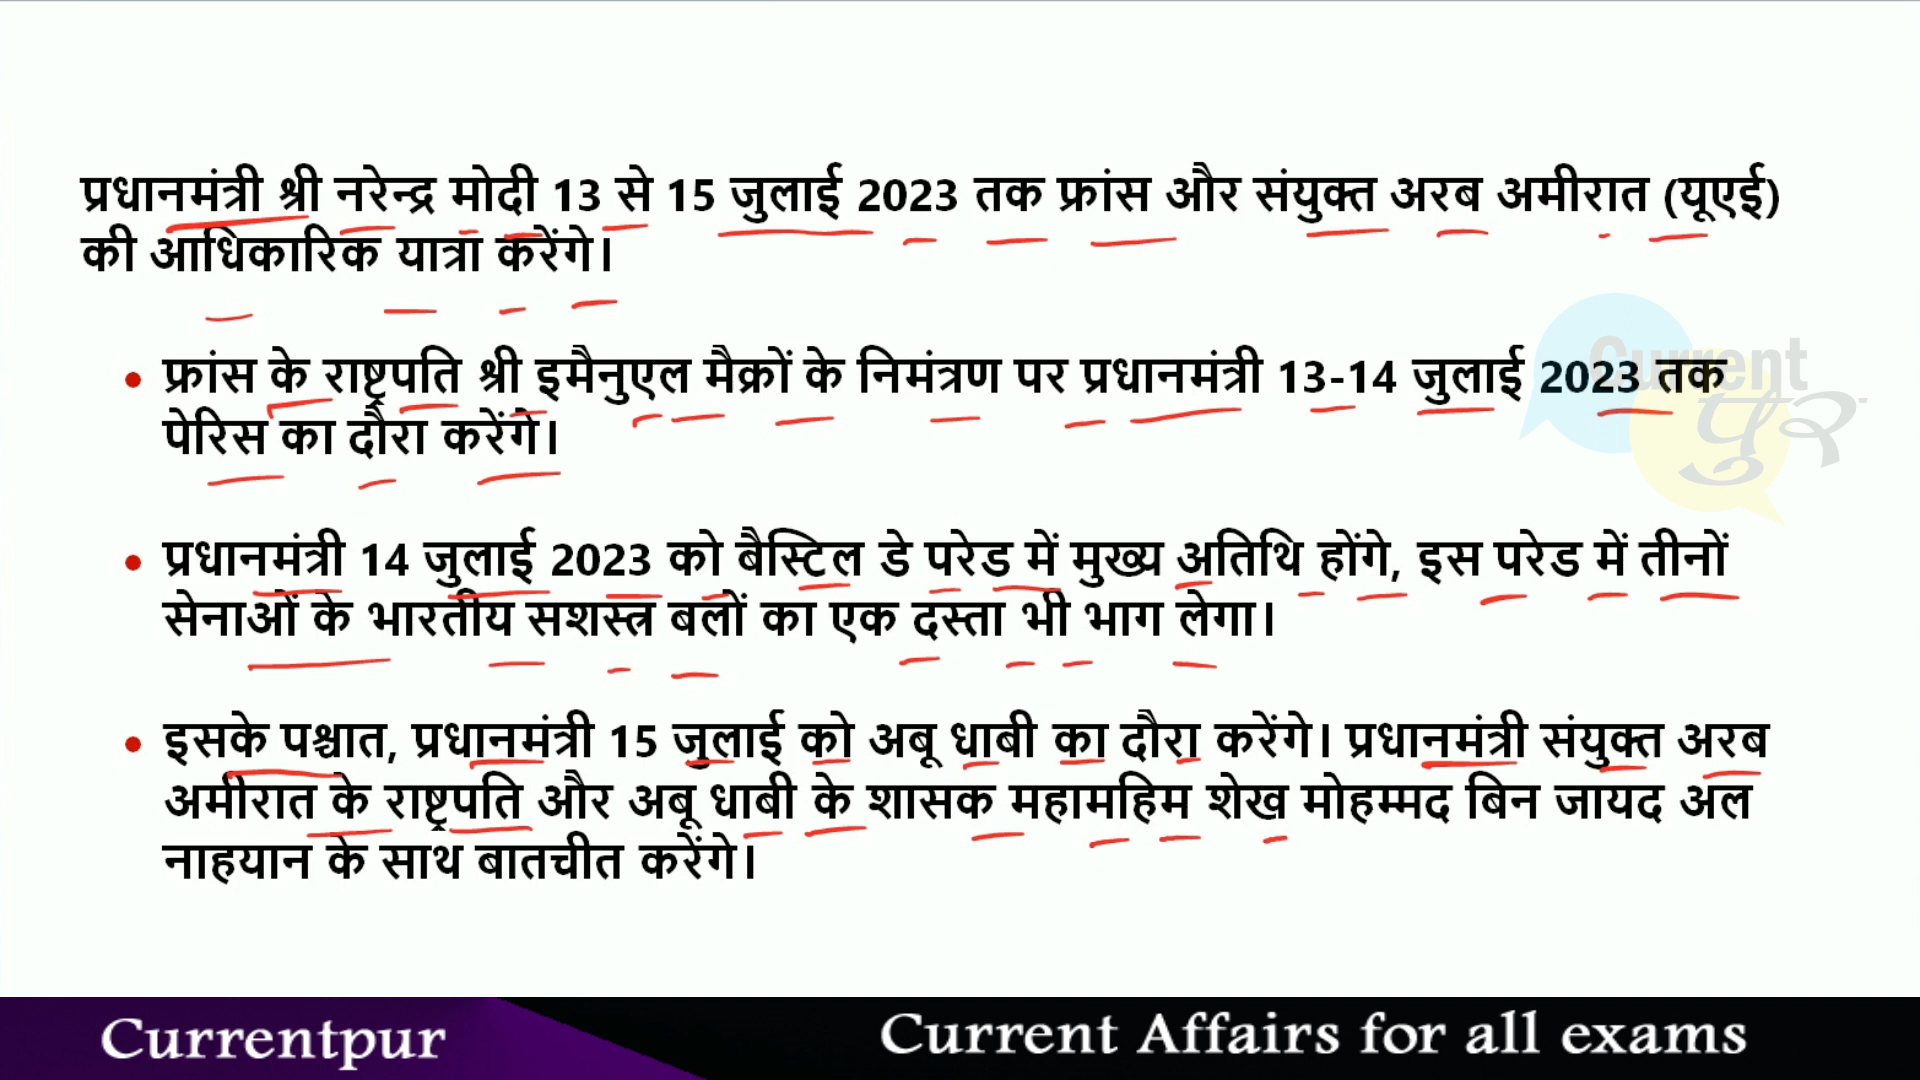 प्रधानमंत्री श्री नरेन्द्र मोदी 13 से 15 जुलाई 2023 तक फ्रांस और संयुक्त अरब अमीरात (यूएई)
की आधिकारिक यात्रा करेंगे।
• फ्रांस के राष्ट्रपति श्री इमैनुएल मैक्रों के निमंत्रण पर प्रधानमंत्री 13-14 जुलाई 2023 तक
पेरिस का दौरा करेंगे।
Current
पुर
• प्रधानमंत्री 14 जुलाई 2023 को बैस्टिल डे परेड में मुख्य अतिथि होंगे, इस परेड में तीनों
सेनाओं के भारतीय सशस्त्र बलों का एक दस्ता भी भाग लेगा।
• इसके पश्चात, प्रधानमंत्री 15 जुलाई को अबू धाबी का दौरा करेंगे। प्रधानमंत्री संयुक्त अरब
अमीरात के राष्ट्रपति और अबू धाबी के शासक महामहिम शेख मोहम्मद बिन जायद अल
नाहयान के साथ बातचीत करेंगे।
Currentpur
Current Affairs for all exams